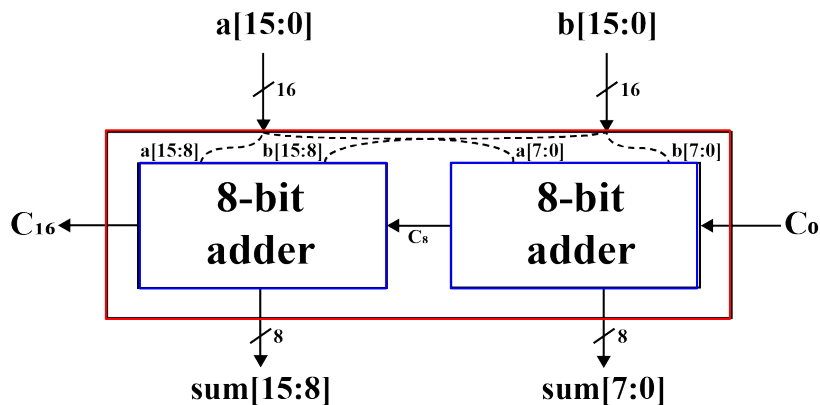 a[15:0]
b[15:0]
16
16
a[15:8]
b[15:8]
a[7:0]
b[7:0]
8-bit
adder
8-bit
adder
C₁₆
C₈
C₀
8
8
sum[15:8]
sum[7:0]